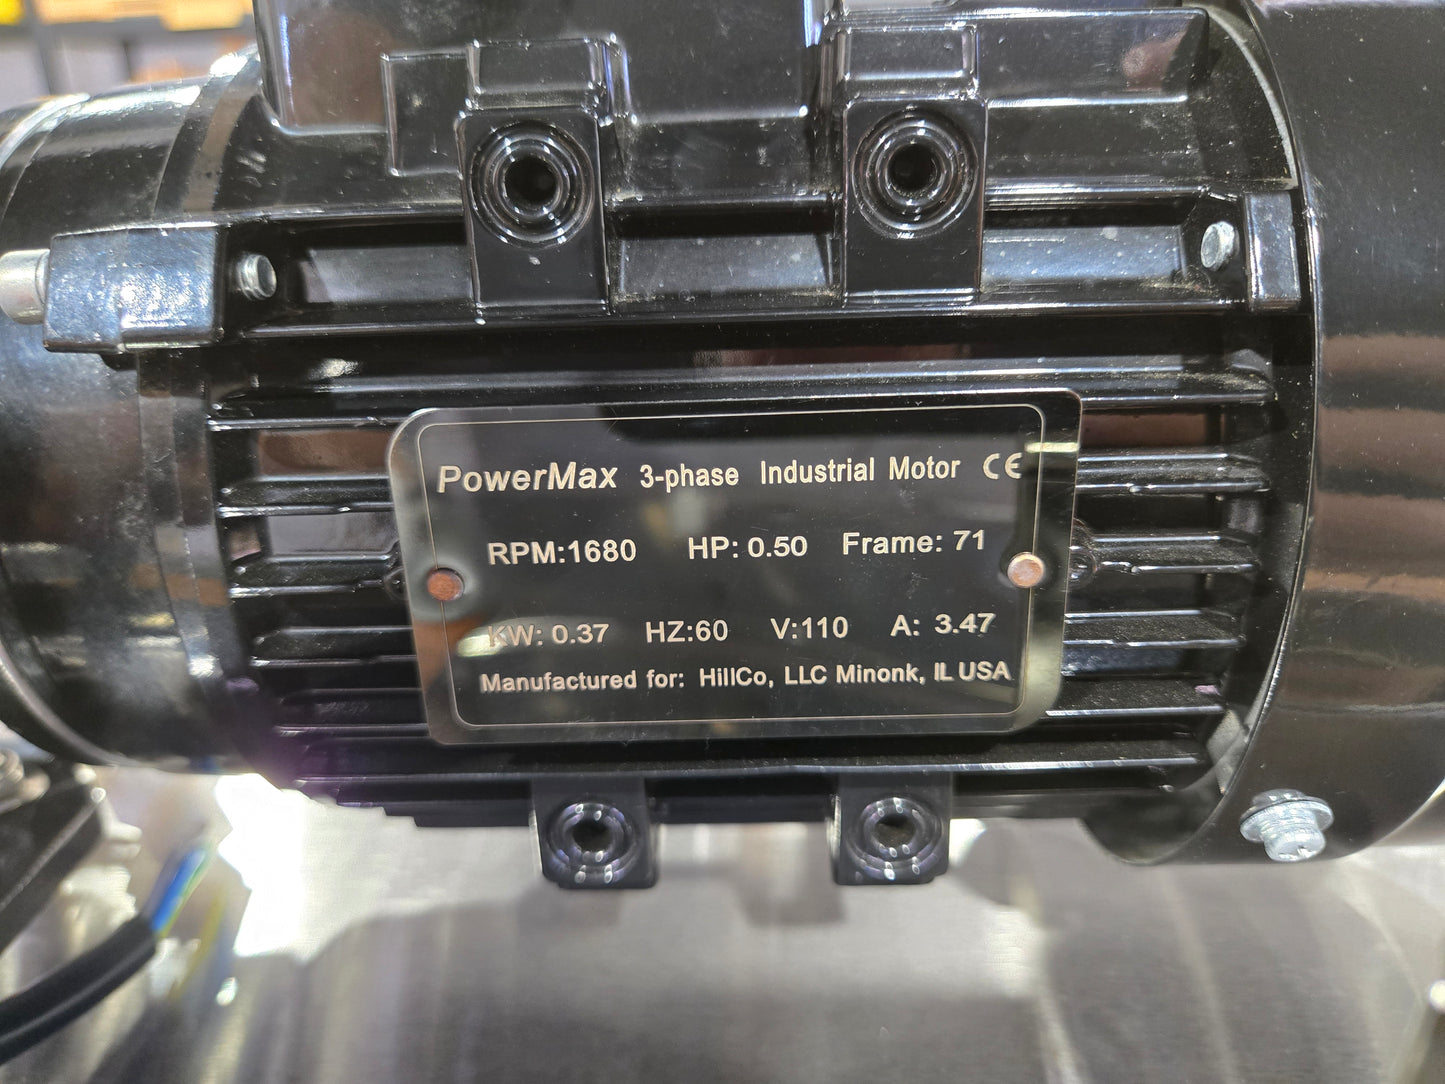 PowerMax 3-phase Industrial Motor CE
RPM:1680 HP: 0.50 Frame: 71
KW: 0.37 HZ:60 V:110 A: 3.47
Manufactured for: HillCo, LLC Minonk, IL USA